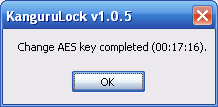 KanguruLock v1.0.5
Change AES key completed (00:17:16).
OK